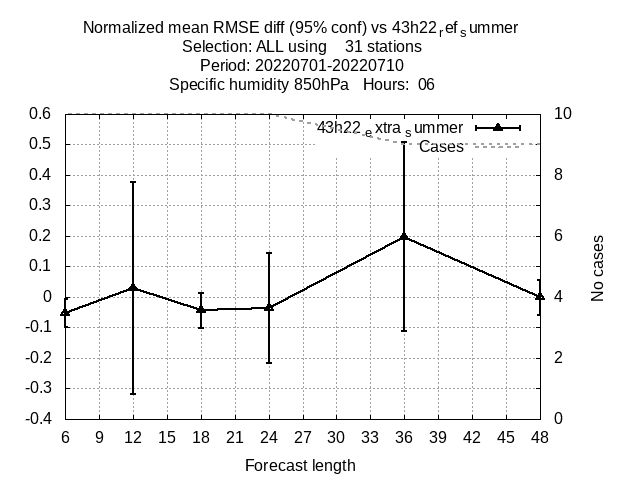 Normalized mean RMSE diff (95% conf) vs 43h22refsummer
Selection: ALL using 31 stations
Period: 20220701-20220710
Specific humidity 850hPa Hours: 06
43h22extrasummer
Cases
0.6
0.5
0.4
0.3
0.2
0.1
0
-0.1
-0.2
-0.3
-0.4
10
8
6
4
2
0
No cases
6 9 12 15 18 21 24 27 30 33 36 39 42 45 48
Forecast length